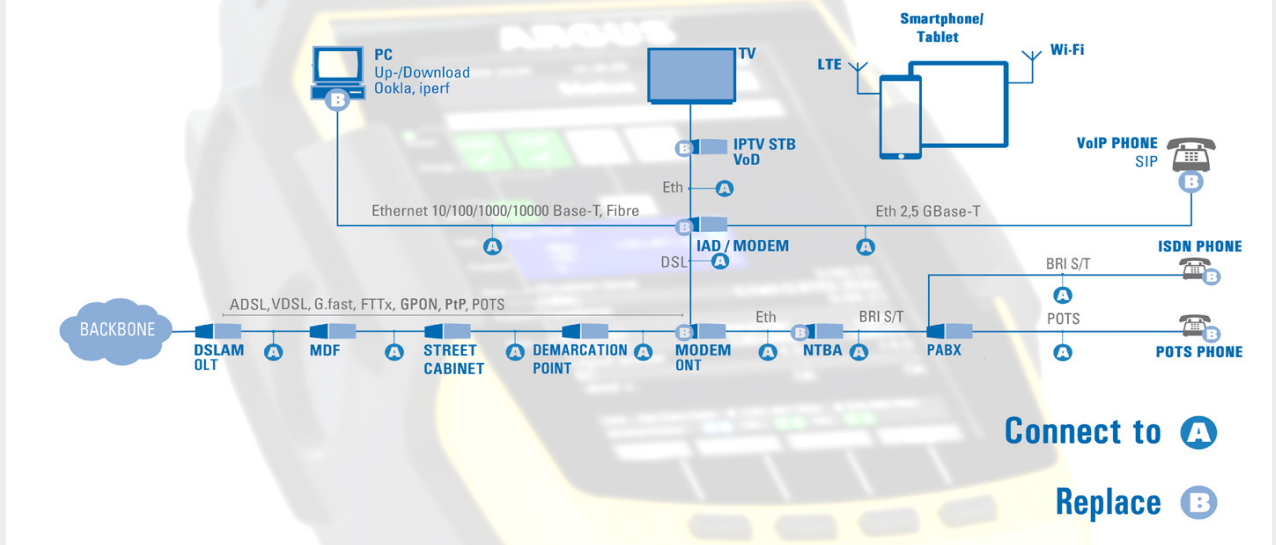 ARGUS
Smartphone/
Tablet
PC
Up-/Download
Ookla, iperf
B
TV
LTE
Wi-Fi
B
IPTV STB
VoD
VoIP PHONE
SIP
B
Eth
A
Ethernet 10/100/1000/10000 Base-T, Fibre
Eth 2,5 GBase-T
B
A
IAD / MODEM
A
DSL
A
ISDN PHONE
BRI S/T
B
A
ADSL, VDSL, G.fast, FTTx, GPON, PtP, POTS
Eth
BRI S/T
POTS
BACKBONE
B
B
B
DSLAM
OLT
A
MDF
A
STREET
CABINET
A
DEMARCATION
POINT
A
MODEM
ONT
A
NTBA
A
PABX
A
POTS PHONE
Connect to A
Replace B